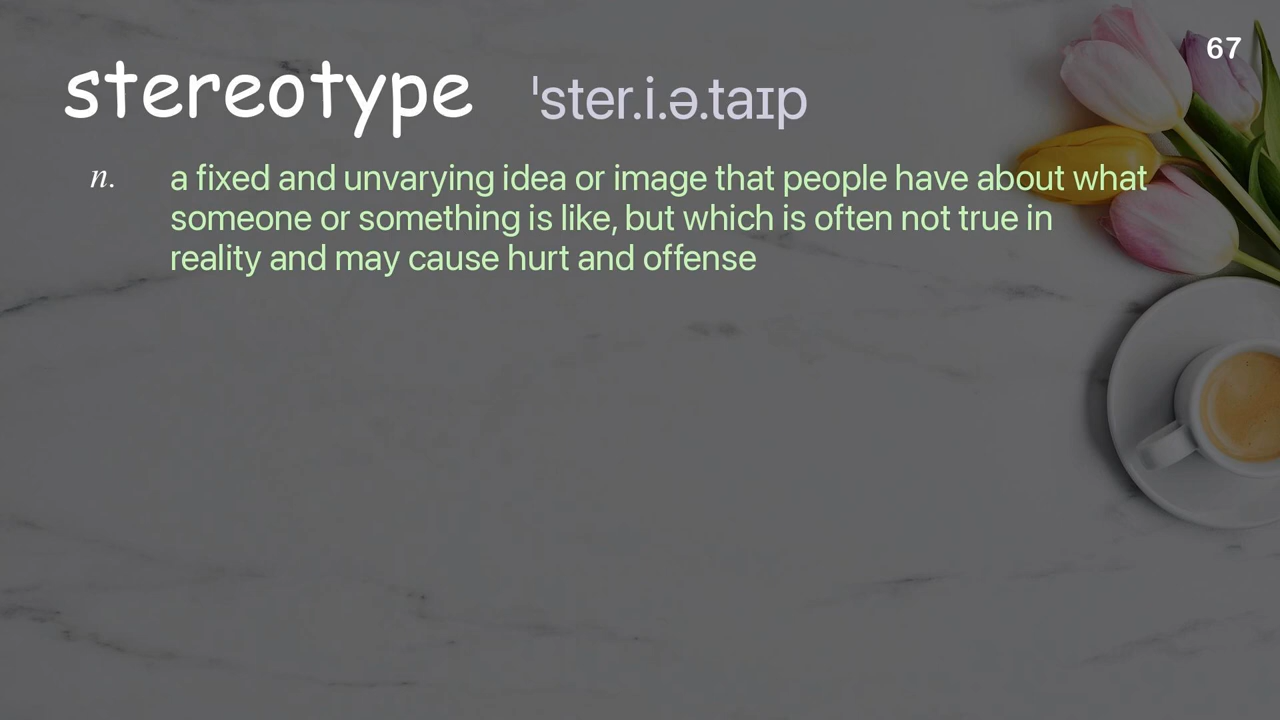 67
stereotype ˈster.i.ə.taɪp
n. a fixed and unvarying idea or image that people have about what
someone or something is like, but which is often not true in
reality and may cause hurt and offense